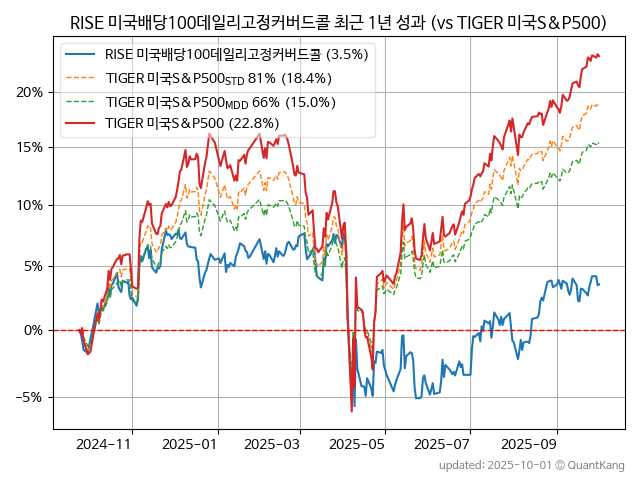 RISE 미국배당100데일리고정커버드콜 최근 1년 성과 (vs TIGER 미국S&P500)
RISE 미국배당100데일리고정커버드콜 (3.5%)
TIGER 미국S&P500STD 81% (18.4%)
TIGER 미국S&P500MDD 66% (15.0%)
TIGER 미국S&P500 (22.8%)
20%
15%
10%
5%
0%
−5%
2024-11 2025-01 2025-03 2025-05 2025-07 2025-09
updated: 2025-10-01 © QuantKang